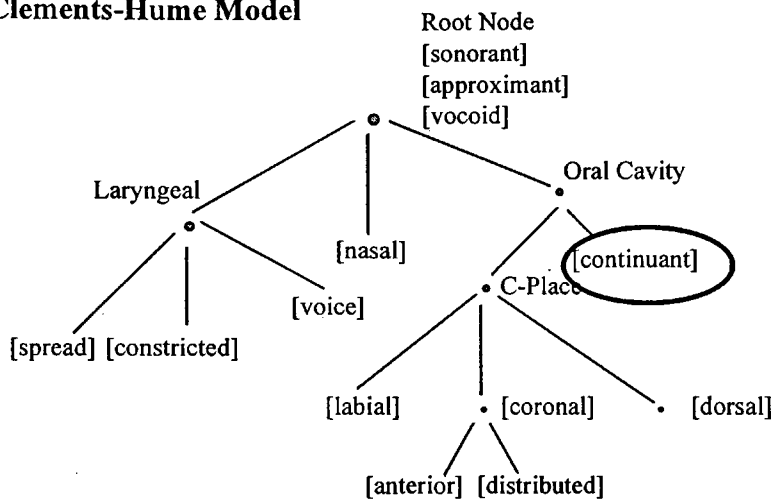 Clements-Hume Model
Root Node
[sonorant]
[approximant]
[vocoid]
Oral Cavity
Laryngeal
[nasal]
[continuant]
C-Place
[voice]
[spread] [constricted]
[labial] [coronal] [dorsal]
[anterior] [distributed]